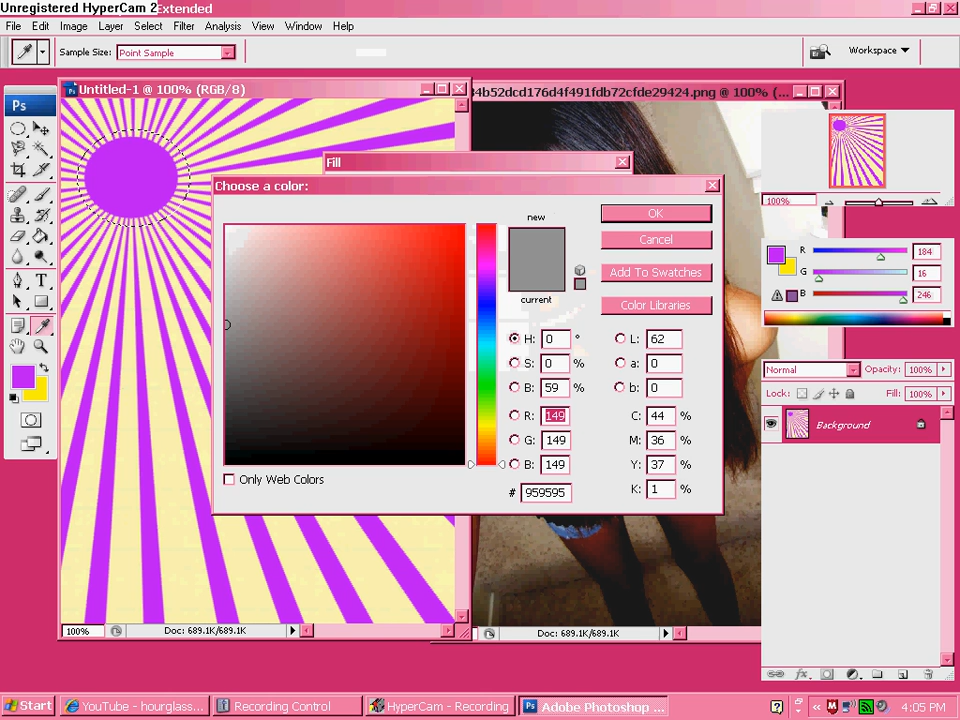 Unregistered HyperCam 2 Extended
File Edit Image Layer Select Filter Analysis View Window Help
Sample Size: Point Sample
Workspace
Untitled-1 @ 100% (RGB/8)
34b52dcd176d4f491fdb72cfde29424.png @ 100% (...
Ps
Fill
Choose a color:
new
current
OK
Cancel
Add To Swatches
Color Libraries
H: 0 °
S: 0 %
B: 59 %
R: 149
G: 149
B: 149
# 959595
L: 62
a: 0
b: 0
C: 44 %
M: 36 %
Y: 37 %
K: 1 %
Only Web Colors
100%
R 184
G 16
B 246
Normal Opacity: 100%
Lock: Fill: 100%
Background
100% Doc: 689.1K/689.1K
Doc: 689.1K/689.1K
Start YouTube - hourglass... Recording Control HyperCam - Recording Ps Adobe Photoshop ... 4:05 PM